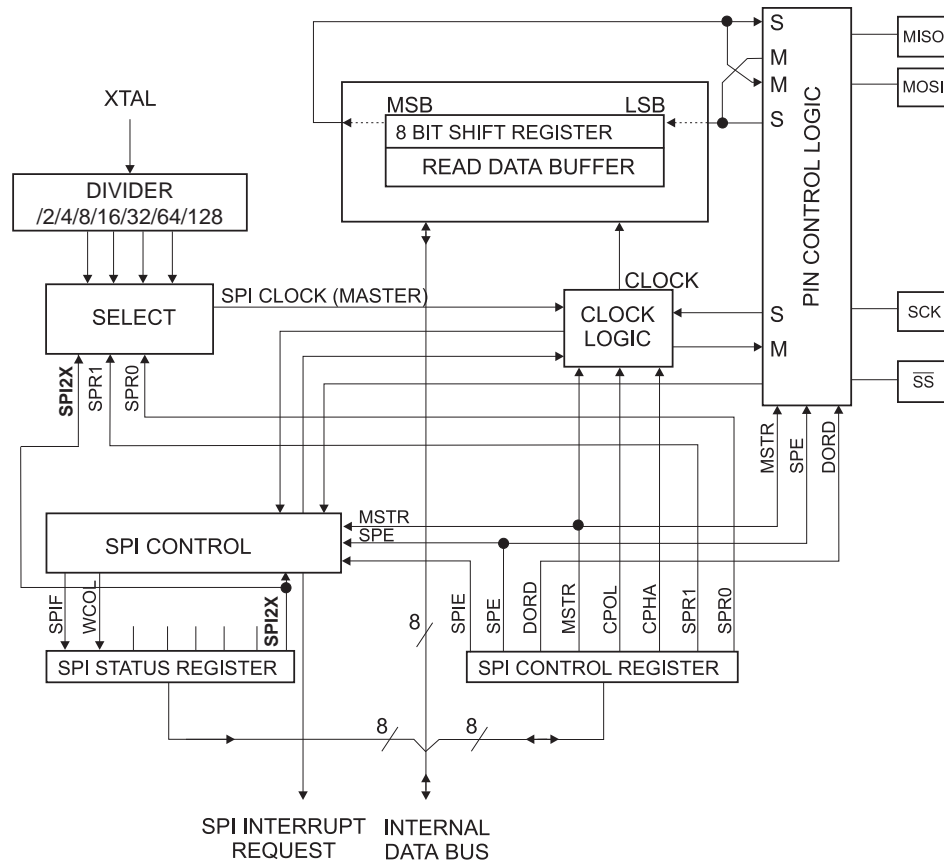 S
MISO
M
M
MOSI
S
XTAL
MSB
LSB
8 BIT SHIFT REGISTER
READ DATA BUFFER
DIVIDER
/2/4/8/16/32/64/128
PIN CONTROL LOGIC
SPI CLOCK (MASTER)
CLOCK
SELECT
CLOCK
LOGIC
S
M
SCK
SS
SPI2X
SPR1
SPR0
MSTR
SPE
DORD
MSTR
SPE
SPI CONTROL
SPIF
WCOL
SPI2X
SPIE
SPE
DORD
MSTR
CPOL
CPHA
SPR1
SPR0
8
SPI STATUS REGISTER
SPI CONTROL REGISTER
8
8
SPI INTERRUPT
REQUEST
INTERNAL
DATA BUS